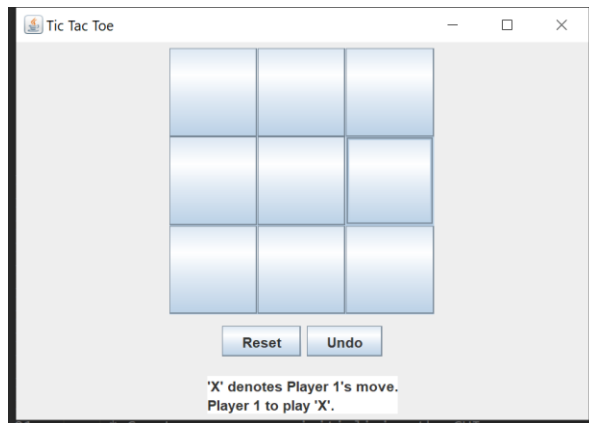 Tic Tac Toe
Reset Undo
'X' denotes Player 1's move.
Player 1 to play 'X'.